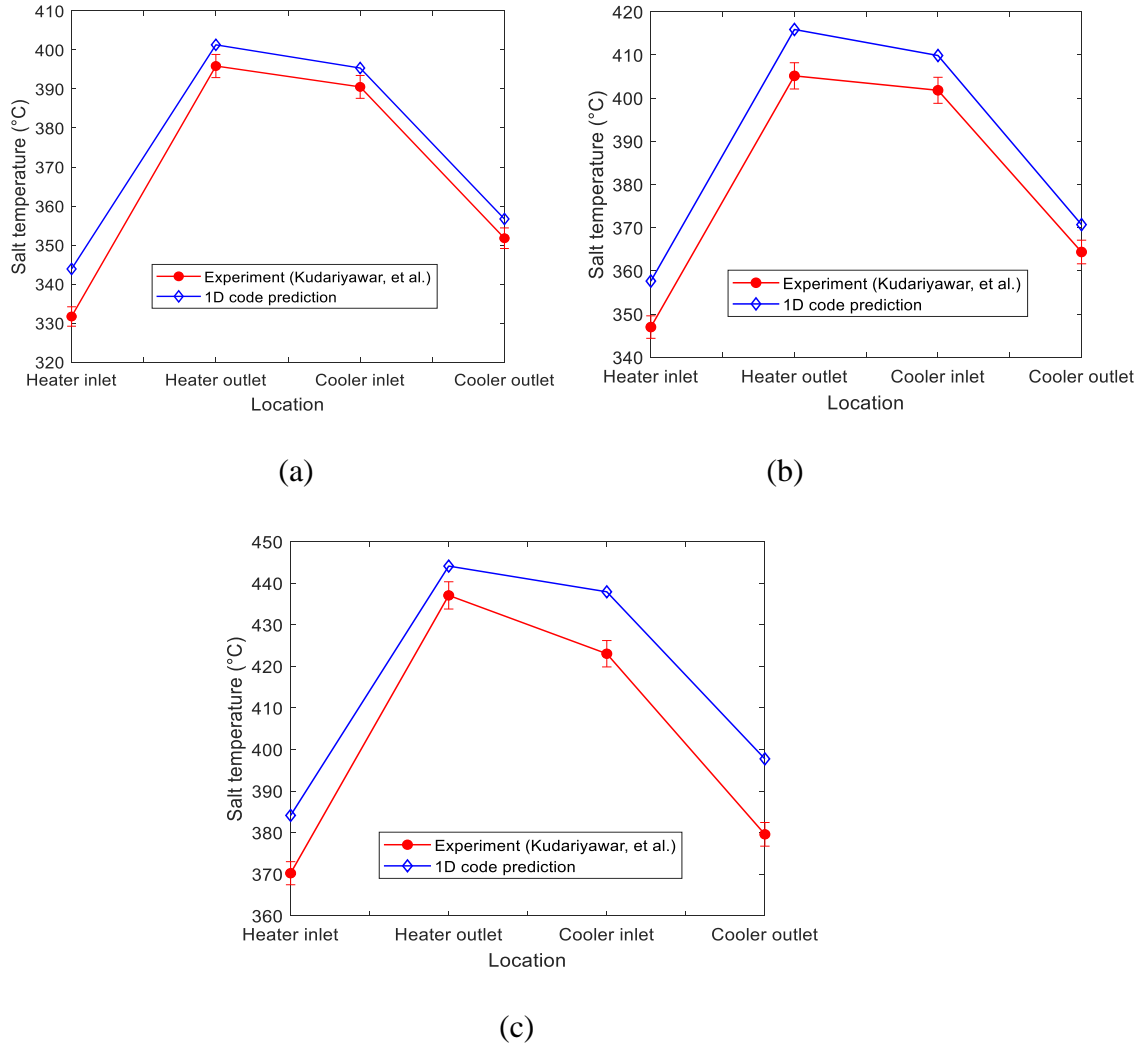 410
400
390
380
370
360
350
340
330
320
Salt temperature (°C)
Experiment (Kudariyawar, et al.)
1D code prediction
Heater inlet Heater outlet Cooler inlet Cooler outlet
Location
(a)
420
410
400
390
380
370
360
350
340
Salt temperature (°C)
Experiment (Kudariyawar, et al.)
1D code prediction
Heater inlet Heater outlet Cooler inlet Cooler outlet
Location
(b)
450
440
430
420
410
400
390
380
370
360
Salt temperature (°C)
Experiment (Kudariyawar, et al.)
1D code prediction
Heater inlet Heater outlet Cooler inlet Cooler outlet
Location
(c)